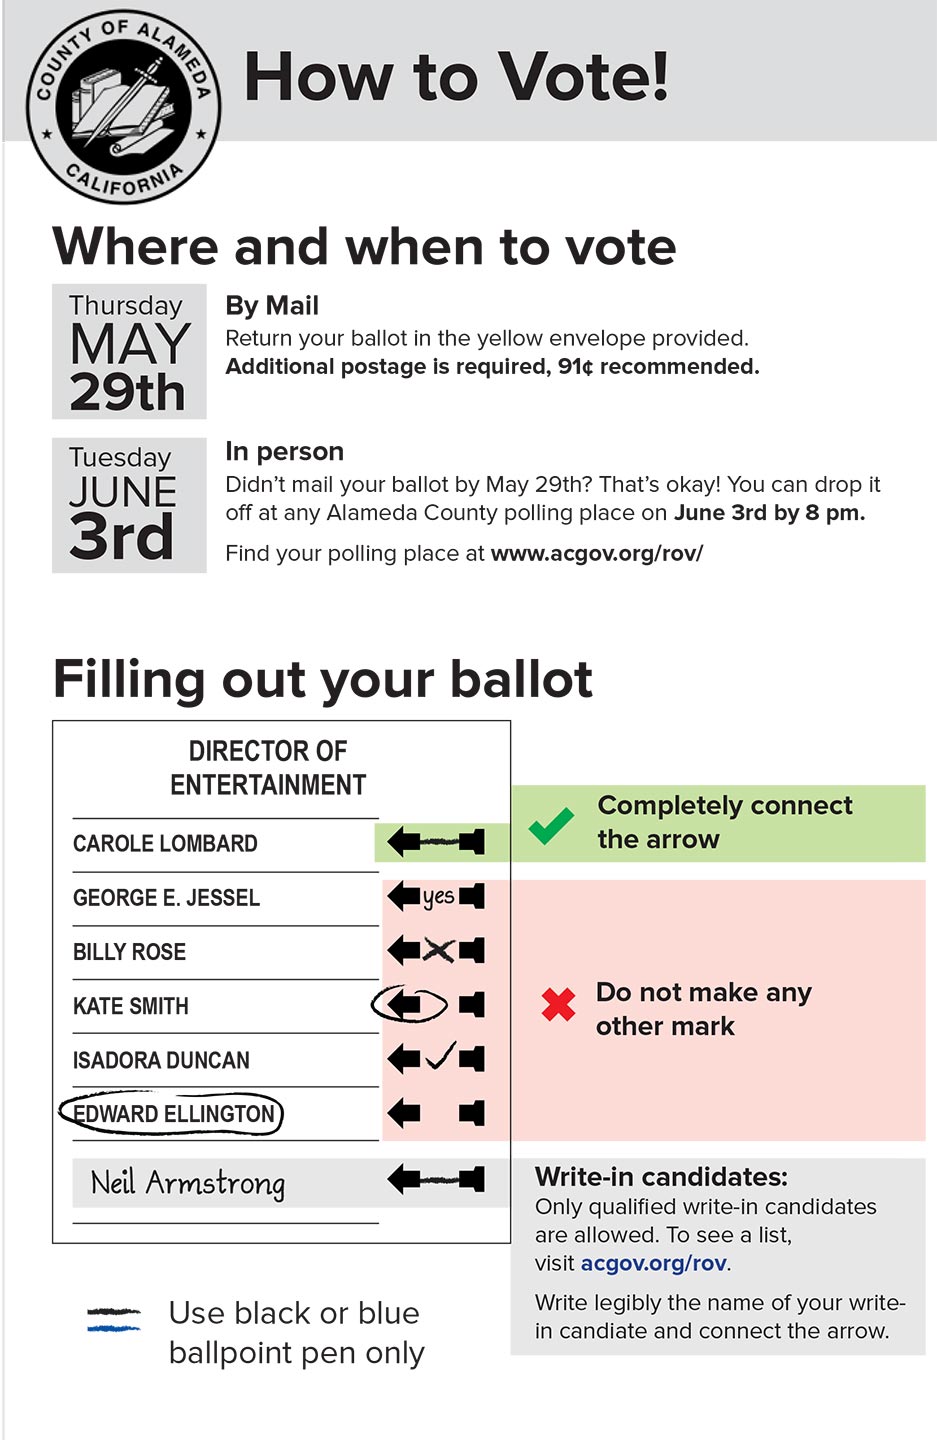 COUNTY OF ALAMEDA
CALIFORNIA
How to Vote!
Where and when to vote
Thursday
MAY
29th
By Mail
Return your ballot in the yellow envelope provided.
Additional postage is required, 91¢ recommended.
Tuesday
JUNE
3rd
In person
Didn't mail your ballot by May 29th? That's okay! You can drop it
off at any Alameda County polling place on June 3rd by 8 pm.
Find your polling place at www.acgov.org/rov/
Filling out your ballot
DIRECTOR OF
ENTERTAINMENT
CAROLE LOMBARD
Completely connect
the arrow
GEORGE E. JESSEL yes
BILLY ROSE
KATE SMITH
ISADORA DUNCAN
EDWARD ELLINGTON
Do not make any
other mark
Neil Armstrong
Write-in candidates:
Only qualified write-in candidates
are allowed. To see a list,
visit acgov.org/rov.
Write legibly the name of your write-
in candiate and connect the arrow.
Use black or blue
ballpoint pen only